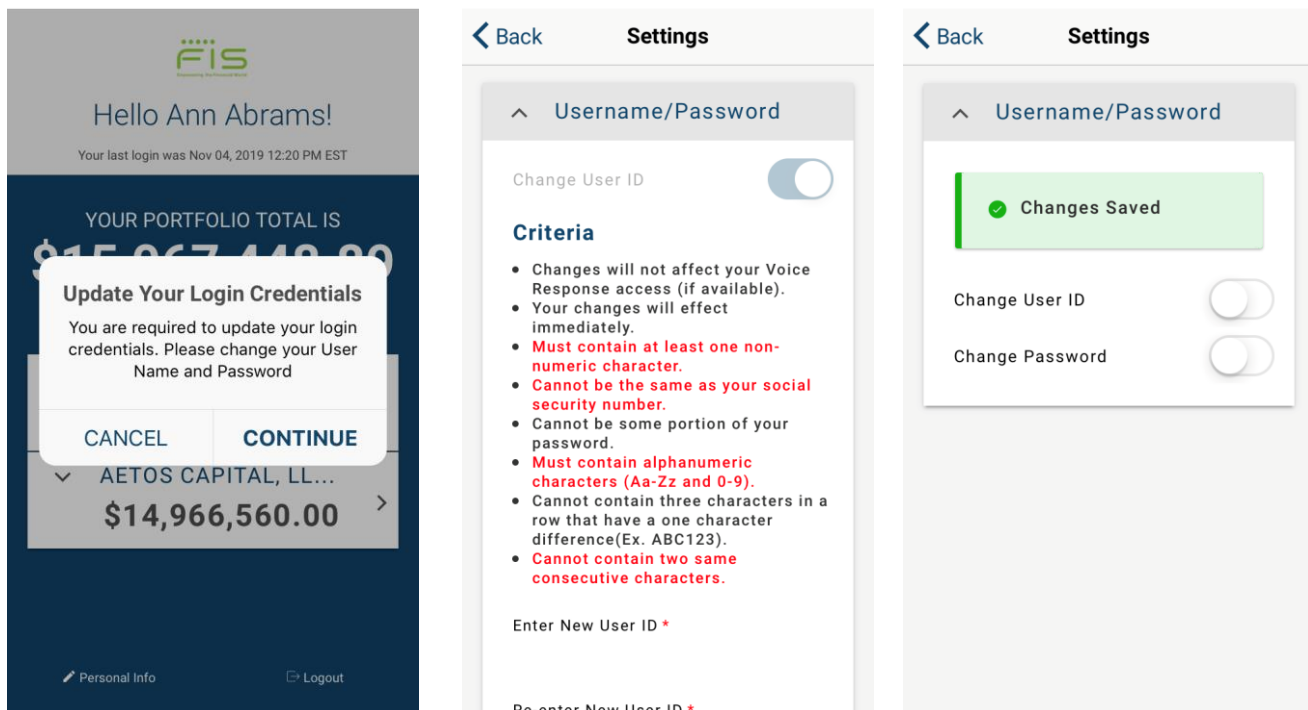 FIS
Hello Ann Abrams!
Your last login was Nov 04, 2019 12:20 PM EST
YOUR PORTFOLIO TOTAL IS
Update Your Login Credentials
You are required to update your login
credentials. Please change your User
Name and Password
CANCEL
CONTINUE
AETOS CAPITAL, LL...
$14,966,560.00
Personal Info
Logout
Back
Settings
Username/Password
Change User ID
Criteria
• Changes will not affect your Voice
Response access (if available).
• Your changes will effect
immediately.
• Must contain at least one non-
numeric character.
• Cannot be the same as your social
security number.
• Cannot be some portion of your
password.
• Must contain alphanumeric
characters (Aa-Zz and 0-9).
• Cannot contain three characters in a
row that have a one character
difference(Ex. ABC123).
• Cannot contain two same
consecutive characters.
Enter New User ID *
Re-enter New User ID *
Back
Settings
Username/Password
Changes Saved
Change User ID
Change Password